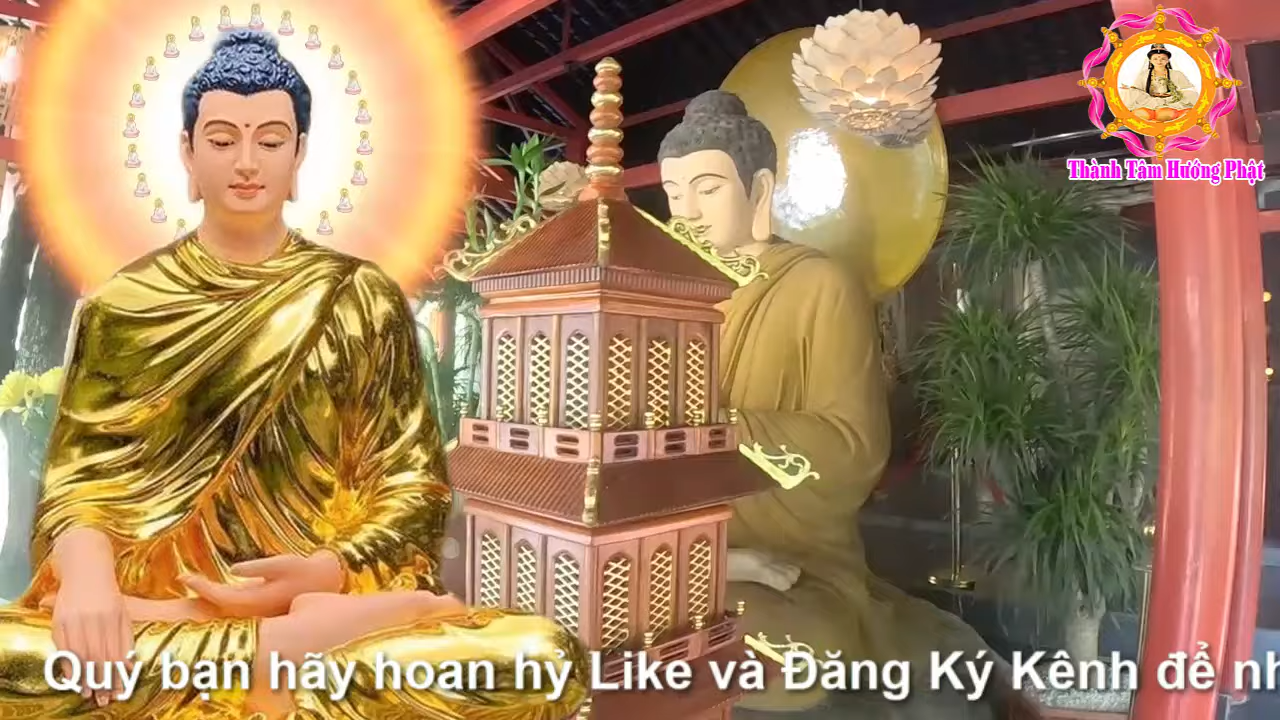 Thành Tâm Hướng Phật
Quý bạn hãy hoan hỷ Like và Đăng Ký Kênh để